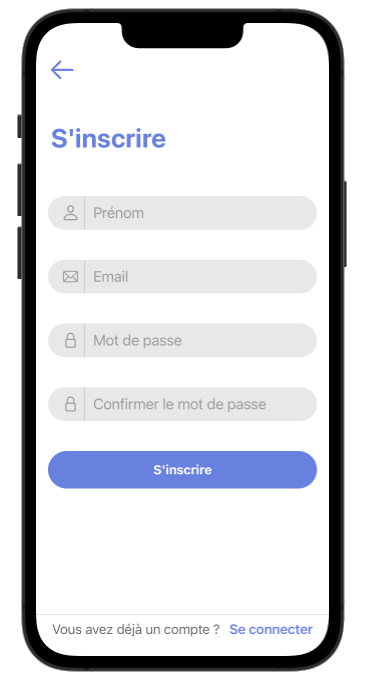 S'inscrire
Prénom
Email
Mot de passe
Confirmer le mot de passe
S'inscrire
Vous avez déjà un compte ? Se connecter